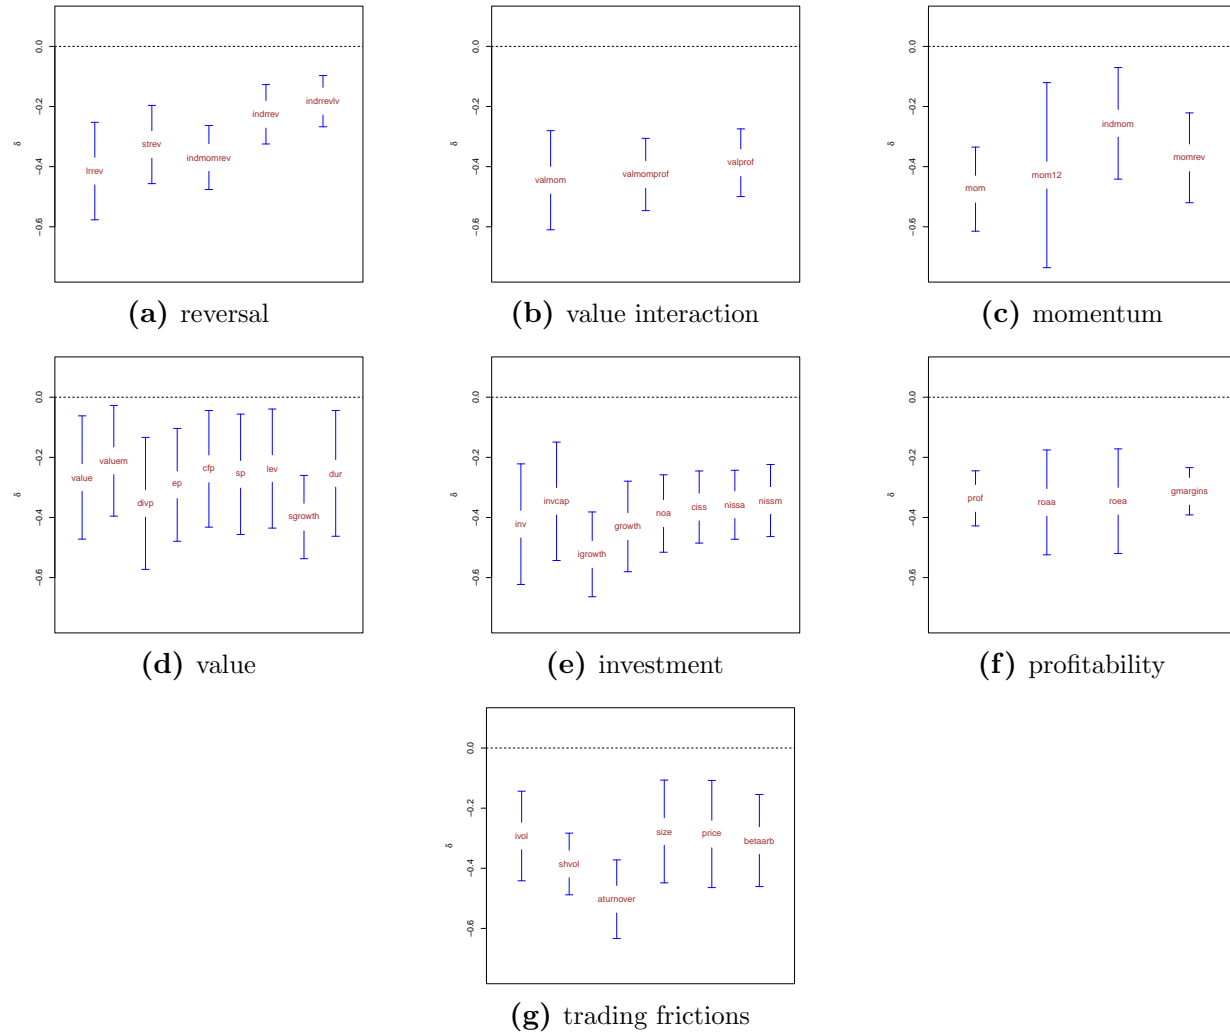 0.0
−0.2
−0.4
−0.6
δ
lrrev
strev
indmomrev
indrrev
indrrevlv
(a) reversal
0.0
−0.2
−0.4
−0.6
δ
valmom
valmomprof
valprof
(b) value interaction
0.0
−0.2
−0.4
−0.6
δ
mom
mom12
indmom
momrev
(c) momentum
0.0
−0.2
−0.4
−0.6
δ
value
valuem
divp
ep
cfp
sp
lev
sgrowth
dur
(d) value
0.0
−0.2
−0.4
−0.6
δ
inv
invcap
igrowth
growth
noa
ciss
nissa
nissm
(e) investment
0.0
−0.2
−0.4
−0.6
δ
prof
roaa
roea
gmargins
(f) profitability
0.0
−0.2
−0.4
−0.6
δ
ivol
shvol
aturnover
size
price
betaarb
(g) trading frictions